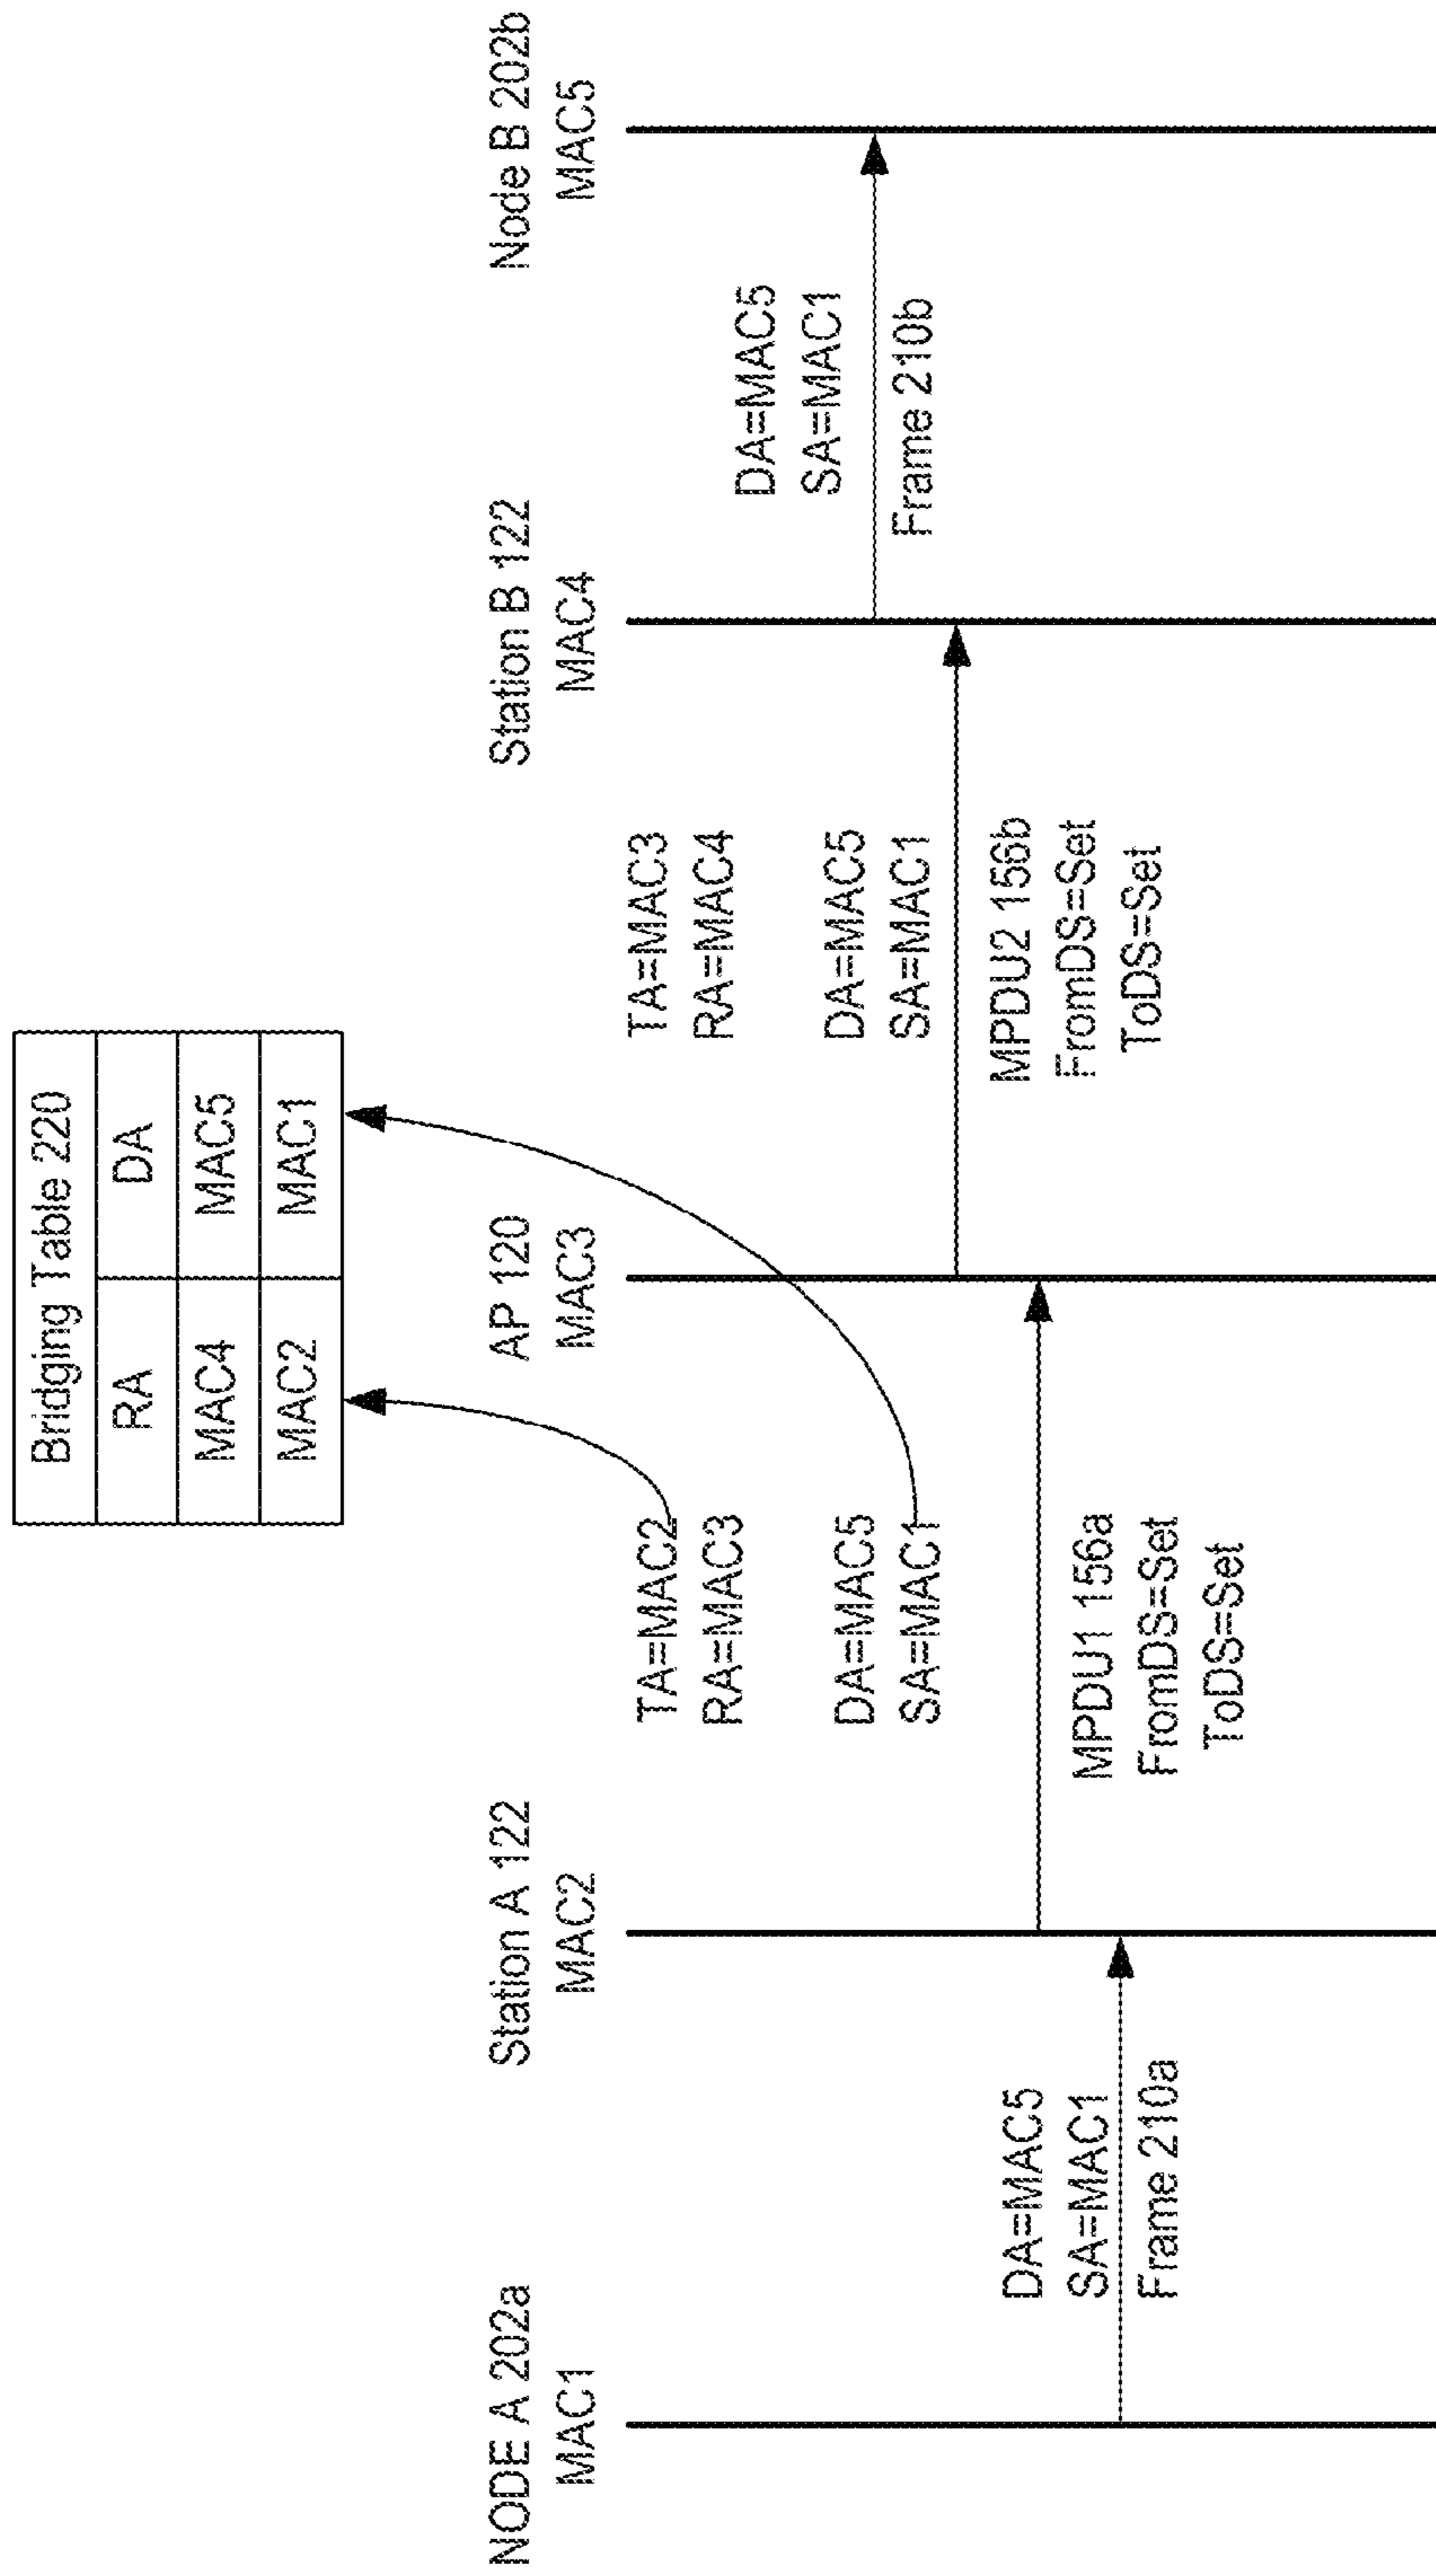 Bridging Table 220
RA DA
MAC4 MAC5
MAC2 MAC1
NODE A 202a
MAC1
Station A 122
MAC2
AP 120
MAC3
Station B 122
MAC4
Node B 202b
MAC5
DA=MAC5
SA=MAC1
Frame 210a
TA=MAC2
RA=MAC3
DA=MAC5
SA=MAC1
MPDU1 156a
FromDS=Set
ToDS=Set
TA=MAC3
RA=MAC4
DA=MAC5
SA=MAC1
MPDU2 156b
FromDS=Set
ToDS=Set
DA=MAC5
SA=MAC1
Frame 210b